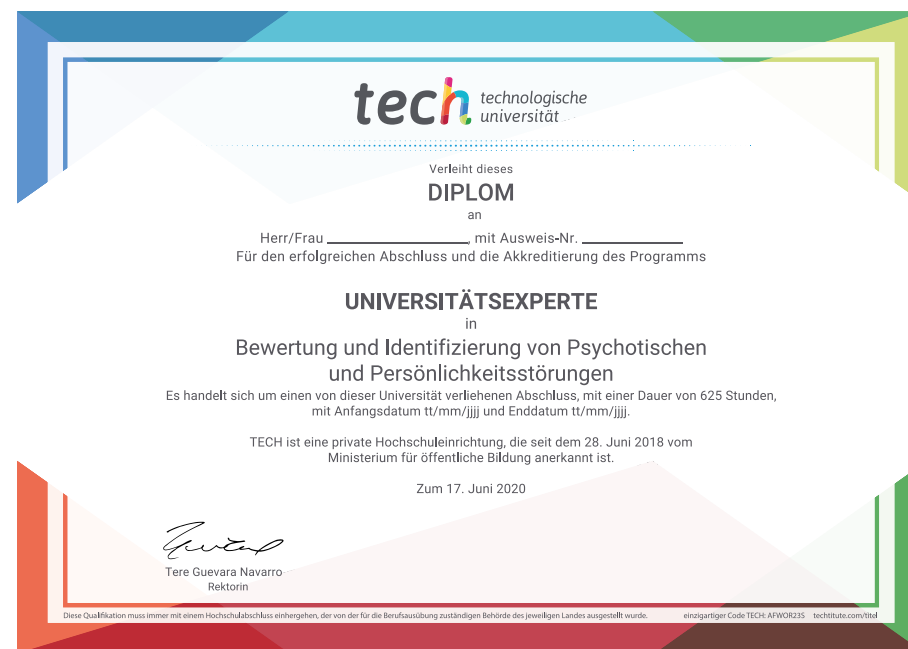 tech technologische
universität
Verleiht dieses
DIPLOM
an
Herr/Frau ____________________, mit Ausweis-Nr. ______________
Für den erfolgreichen Abschluss und die Akkreditierung des Programms
UNIVERSITÄTSEXPERTE
in
Bewertung und Identifizierung von Psychotischen
und Persönlichkeitsstörungen
Es handelt sich um einen von dieser Universität verliehenen Abschluss, mit einer Dauer von 625 Stunden,
mit Anfangsdatum tt/mm/jjjj und Enddatum tt/mm/jjjj.
TECH ist eine private Hochschuleinrichtung, die seit dem 28. Juni 2018 vom
Ministerium für öffentliche Bildung anerkannt ist.
Zum 17. Juni 2020
Tere Guevara Navarro
Rektorin
Diese Qualifikation muss immer mit einem Hochschulabschluss einhergehen, der von der für die Berufsausübung zuständigen Behörde des jeweiligen Landes ausgestellt wurde. einzigartiger Code TECH: AFWOR23S techtitute.com/titel